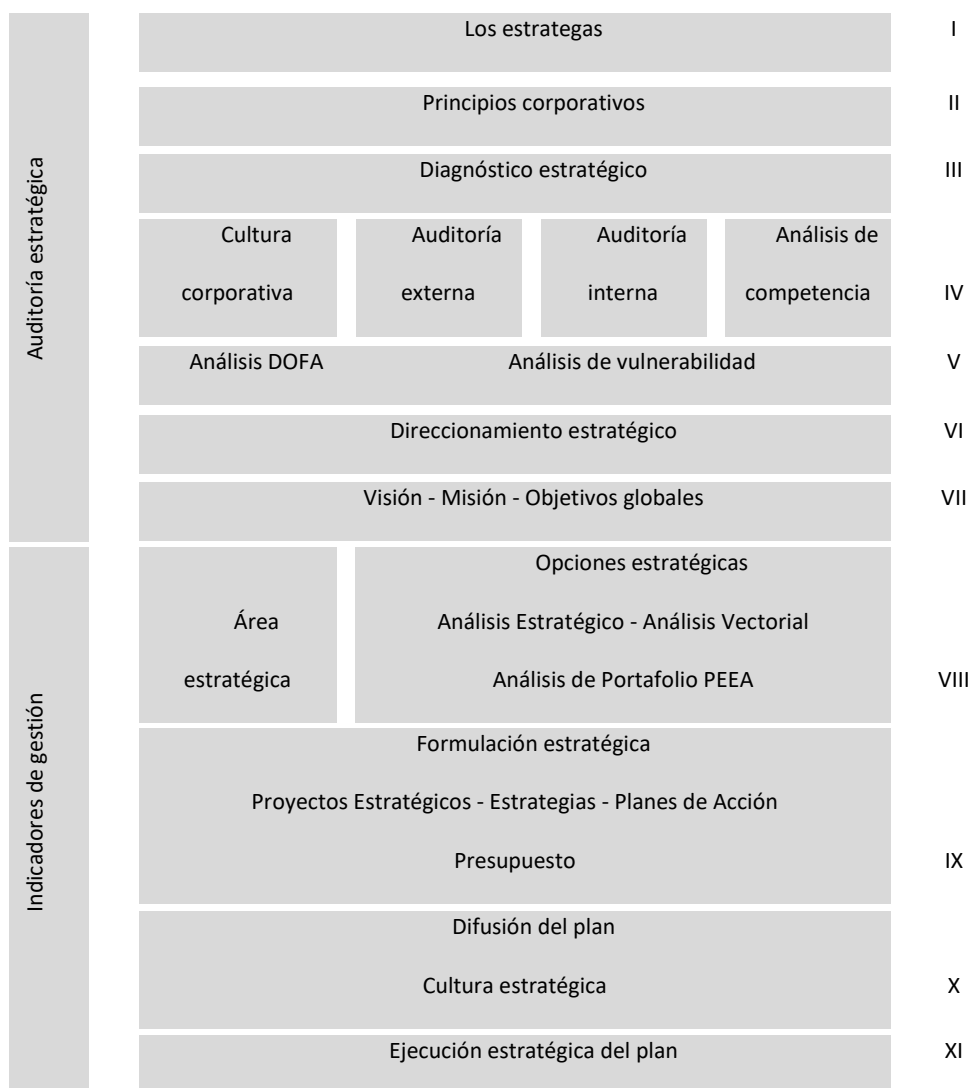 Auditoría estratégica
Los estrategas I
Principios corporativos II
Diagnóstico estratégico III
Cultura Auditoría Auditoría Análisis de
corporativa externa interna competencia IV
Análisis DOFA Análisis de vulnerabilidad V
Direccionamiento estratégico VI
Visión - Misión - Objetivos globales VII
Indicadores de gestión
Opciones estratégicas
Área Análisis Estratégico - Análisis Vectorial
estratégica Análisis de Portafolio PEEA VIII
Formulación estratégica
Proyectos Estratégicos - Estrategias - Planes de Acción
Presupuesto IX
Difusión del plan
Cultura estratégica X
Ejecución estratégica del plan XI